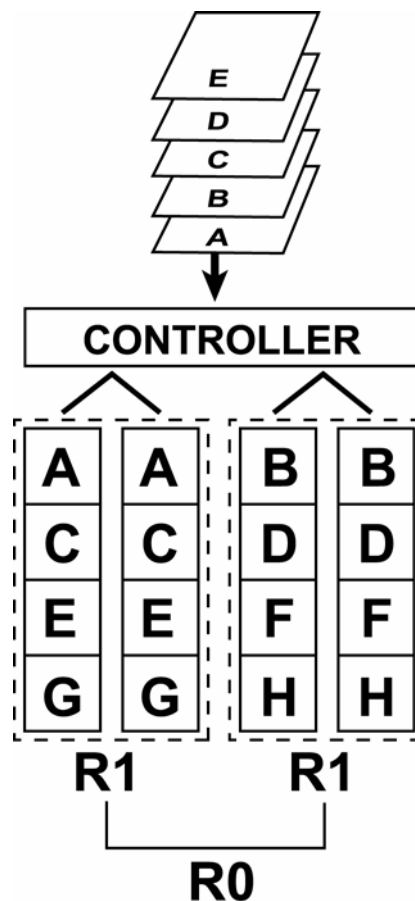 E
D
C
B
A
CONTROLLER
A A B B
C C D D
E E F F
G G H H
R1 R1
R0